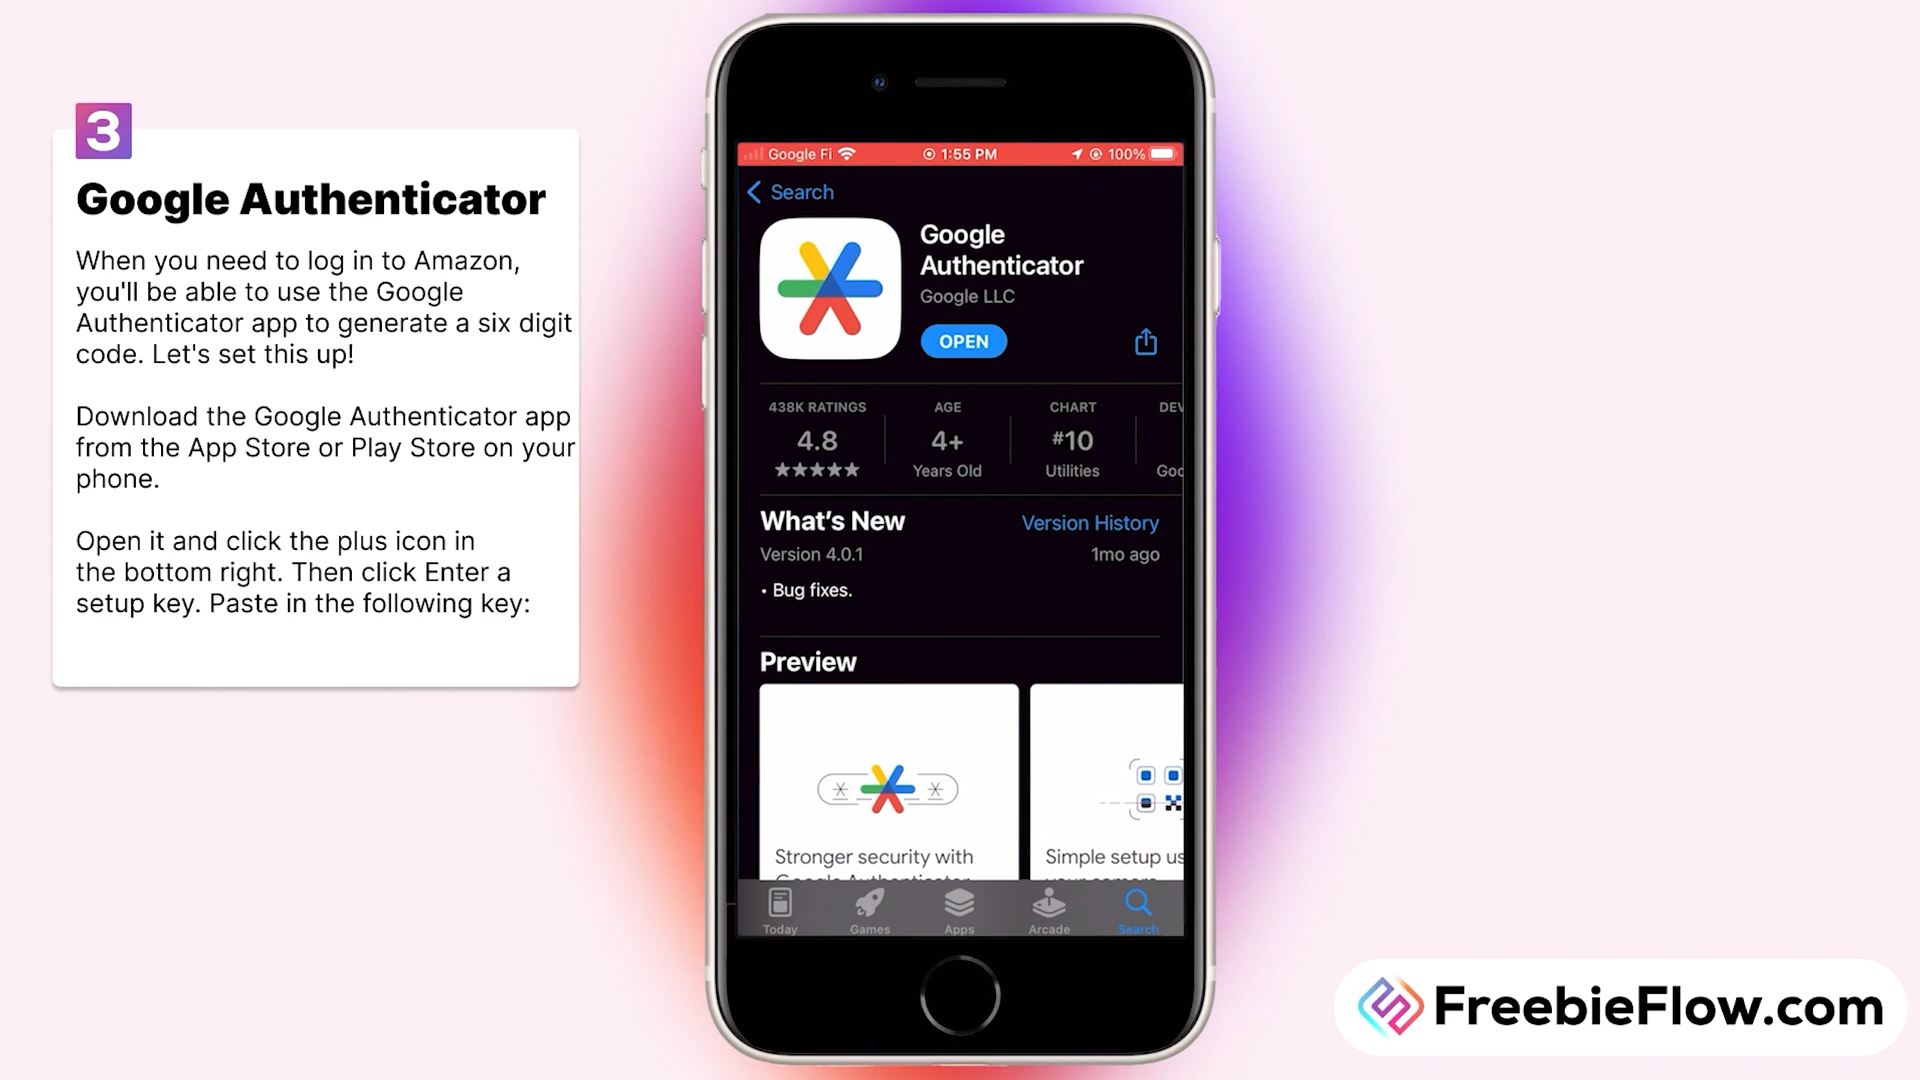 3
Google Authenticator
When you need to log in to Amazon,
you'll be able to use the Google
Authenticator app to generate a six digit
code. Let's set this up!
Download the Google Authenticator app
from the App Store or Play Store on your
phone.
Open it and click the plus icon in
the bottom right. Then click Enter a
setup key. Paste in the following key:
Google Fi 1:55 PM 100%
Search
Google
Authenticator
Google LLC
OPEN
438K RATINGS AGE CHART DEV
4.8 4+ #10
Years Old Utilities Goo
What's New Version History
Version 4.0.1 1mo ago
• Bug fixes.
Preview
Stronger security with Simple setup us
Google Authenticator
Today Games Apps Arcade Search
FreebieFlow.com